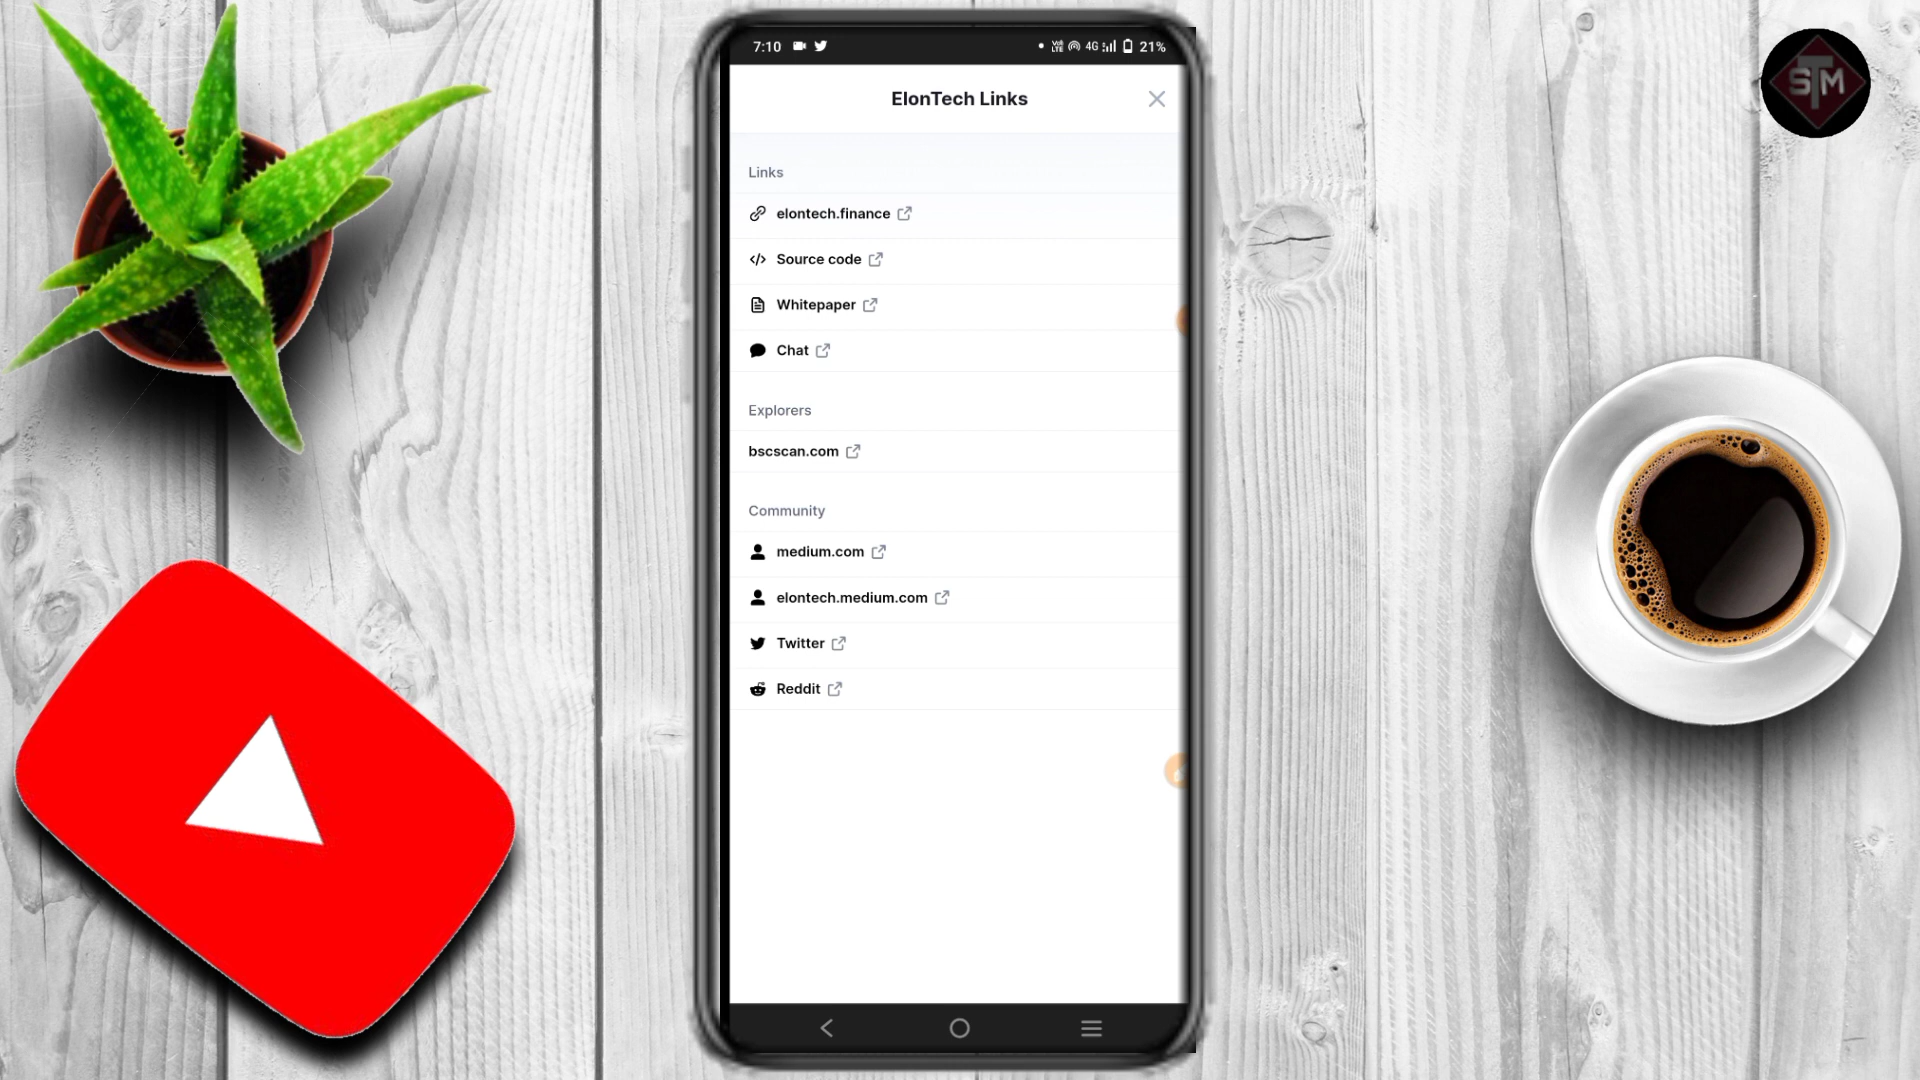 STM
7:10 4G 21%
ElonTech Links
Links
elontech.finance
Source code
Whitepaper
Chat
Explorers
bscscan.com
Community
medium.com
elontech.medium.com
Twitter
Reddit